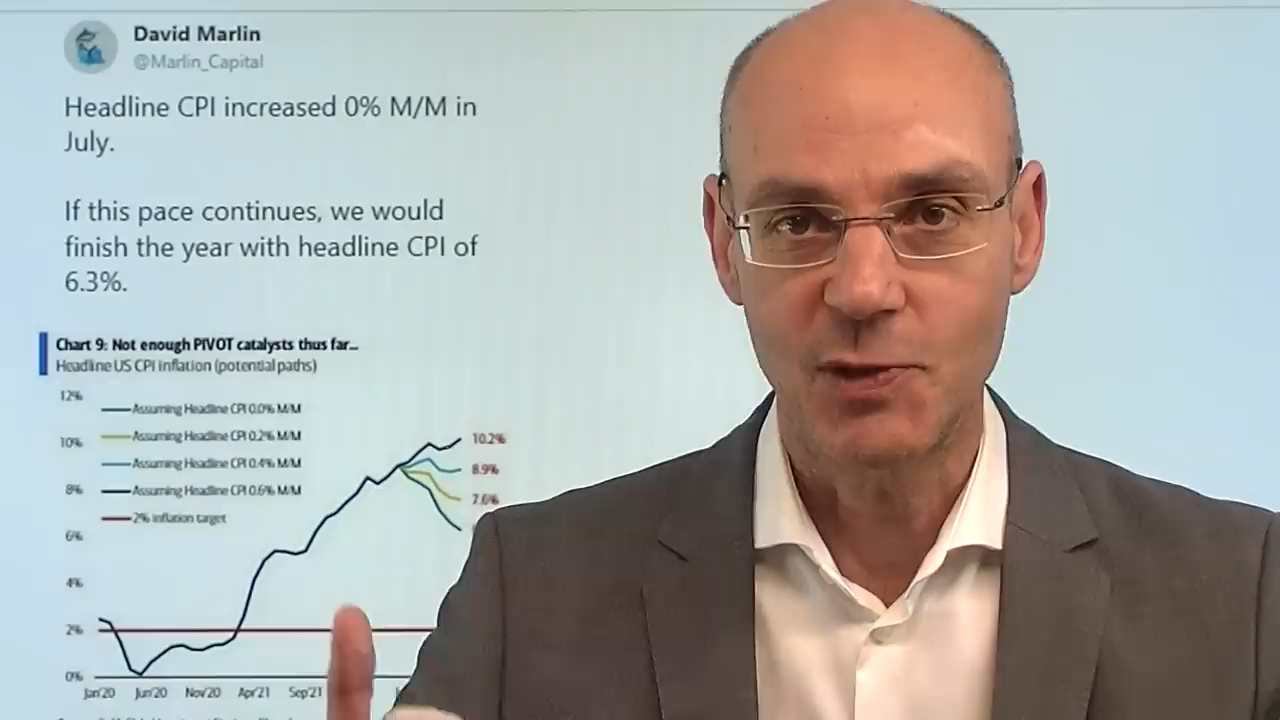 David Marlin
@Marlin_Capital
Headline CPI increased 0% M/M in
July.
If this pace continues, we would
finish the year with headline CPI of
6.3%.
Chart 9: Not enough PIVOT catalysts thus far...
Headline US CPI inflation (potential paths)
12%
Assuming Headline CPI 0.0% M/M
Assuming Headline CPI 0.2% M/M
10%
10.2%
Assuming Headline CPI 0.4% M/M
8.9%
8%
Assuming Headline CPI 0.6% M/M
7.6%
2% inflation target
6%
4%
2%
0%
Jan'20 Jun'20 Nov'20 Apr'21 Sep'21